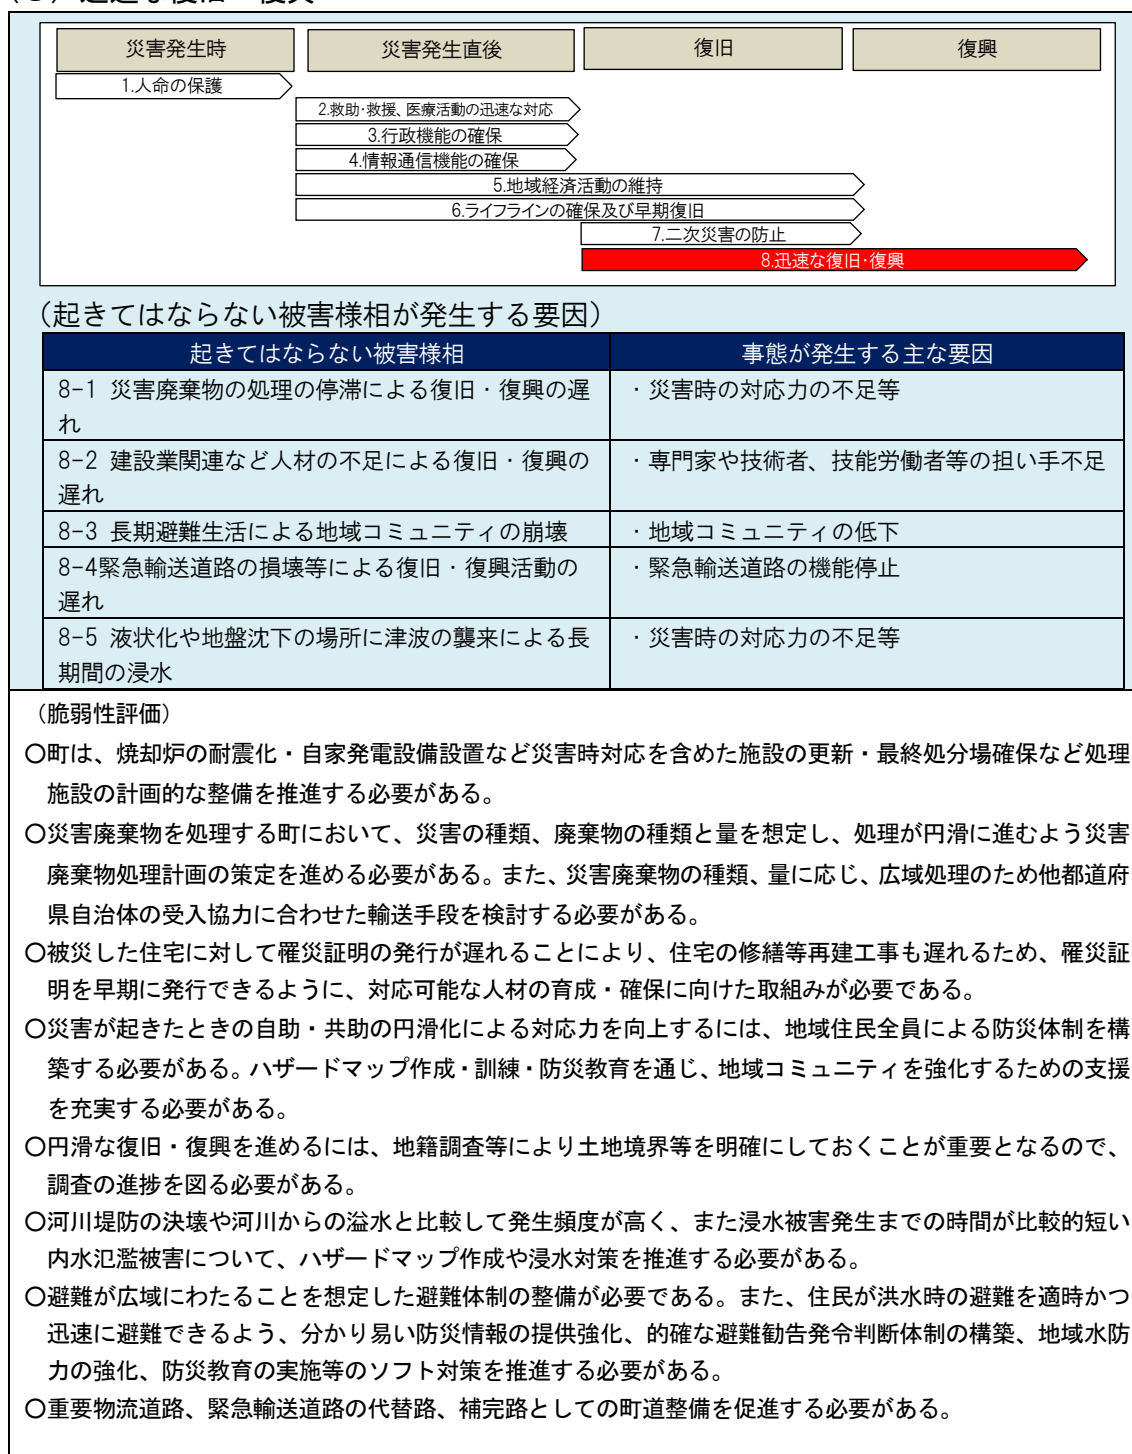 災害発生時 災害発生直後 復旧 復興
1.人命の保護
2.救助･救援、医療活動の迅速な対応
3.行政機能の確保
4.情報通信機能の確保
5.地域経済活動の維持
6.ライフラインの確保及び早期復旧
7.二次災害の防止
8.迅速な復旧･復興
（起きてはならない被害様相が発生する要因）
起きてはならない被害様相 事態が発生する主な要因
8-1 災害廃棄物の処理の停滞による復旧・復興の遅 ・災害時の対応力の不足等
れ
8-2 建設業関連など人材の不足による復旧・復興の ・専門家や技術者、技能労働者等の担い手不足
遅れ
8-3 長期避難生活による地域コミュニティの崩壊 ・地域コミュニティの低下
8-4緊急輸送道路の損壊等による復旧・復興活動の ・緊急輸送道路の機能停止
遅れ
8-5 液状化や地盤沈下の場所に津波の襲来による長 ・災害時の対応力の不足等
期間の浸水
（脆弱性評価）
〇町は、焼却炉の耐震化・自家発電設備設置など災害時対応を含めた施設の更新・最終処分場確保など処理
施設の計画的な整備を推進する必要がある。
〇災害廃棄物を処理する町において、災害の種類、廃棄物の種類と量を想定し、処理が円滑に進むよう災害
廃棄物処理計画の策定を進める必要がある。また、災害廃棄物の種類、量に応じ、広域処理のため他都道府
県自治体の受入協力に合わせた輸送手段を検討する必要がある。
〇被災した住宅に対して罹災証明の発行が遅れることにより、住宅の修繕等再建工事も遅れるため、罹災証
明を早期に発行できるように、対応可能な人材の育成・確保に向けた取組みが必要である。
〇災害が起きたときの自助・共助の円滑化による対応力を向上するには、地域住民全員による防災体制を構
築する必要がある。ハザードマップ作成・訓練・防災教育を通じ、地域コミュニティを強化するための支援
を充実する必要がある。
〇円滑な復旧・復興を進めるには、地籍調査等により土地境界等を明確にしておくことが重要となるので、
調査の進捗を図る必要がある。
〇河川堤防の決壊や河川からの溢水と比較して発生頻度が高く、また浸水被害発生までの時間が比較的短い
内水氾濫被害について、ハザードマップ作成や浸水対策を推進する必要がある。
〇避難が広域にわたることを想定した避難体制の整備が必要である。また、住民が洪水時の避難を適時かつ
迅速に避難できるよう、分かり易い防災情報の提供強化、的確な避難勧告発令判断体制の構築、地域水防
力の強化、防災教育の実施等のソフト対策を推進する必要がある。
〇重要物流道路、緊急輸送道路の代替路、補完路としての町道整備を促進する必要がある。